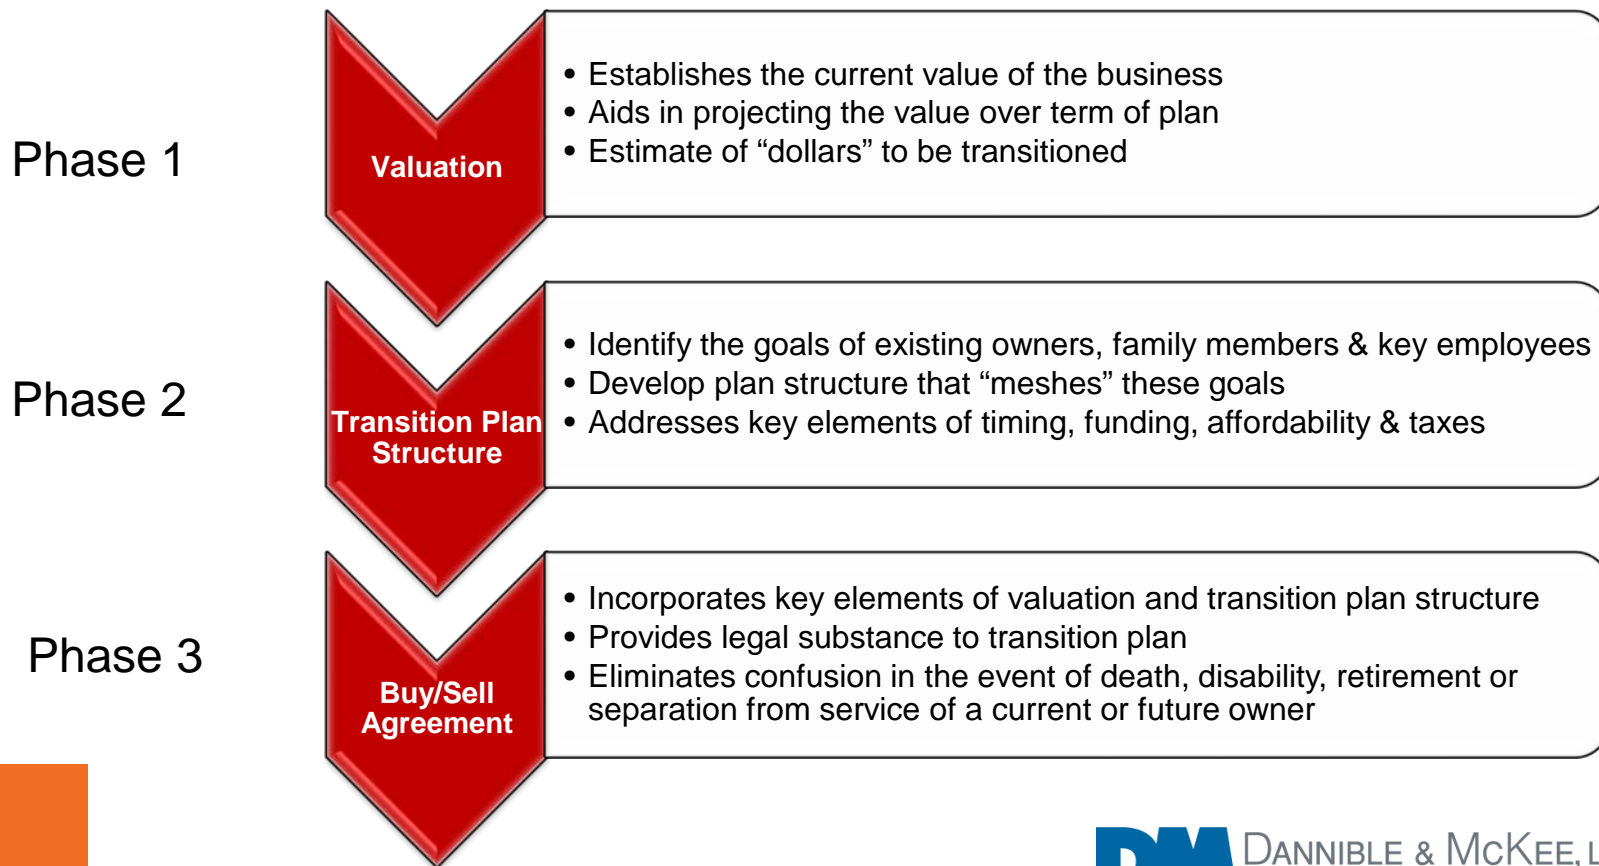 Phase 1
Valuation
• Establishes the current value of the business
• Aids in projecting the value over term of plan
• Estimate of “dollars” to be transitioned
Phase 2
Transition Plan
Structure
• Identify the goals of existing owners, family members & key employees
• Develop plan structure that “meshes” these goals
• Addresses key elements of timing, funding, affordability & taxes
Phase 3
Buy/Sell
Agreement
• Incorporates key elements of valuation and transition plan structure
• Provides legal substance to transition plan
• Eliminates confusion in the event of death, disability, retirement or
separation from service of a current or future owner
DM
DANNIBLE & MCKEE, L